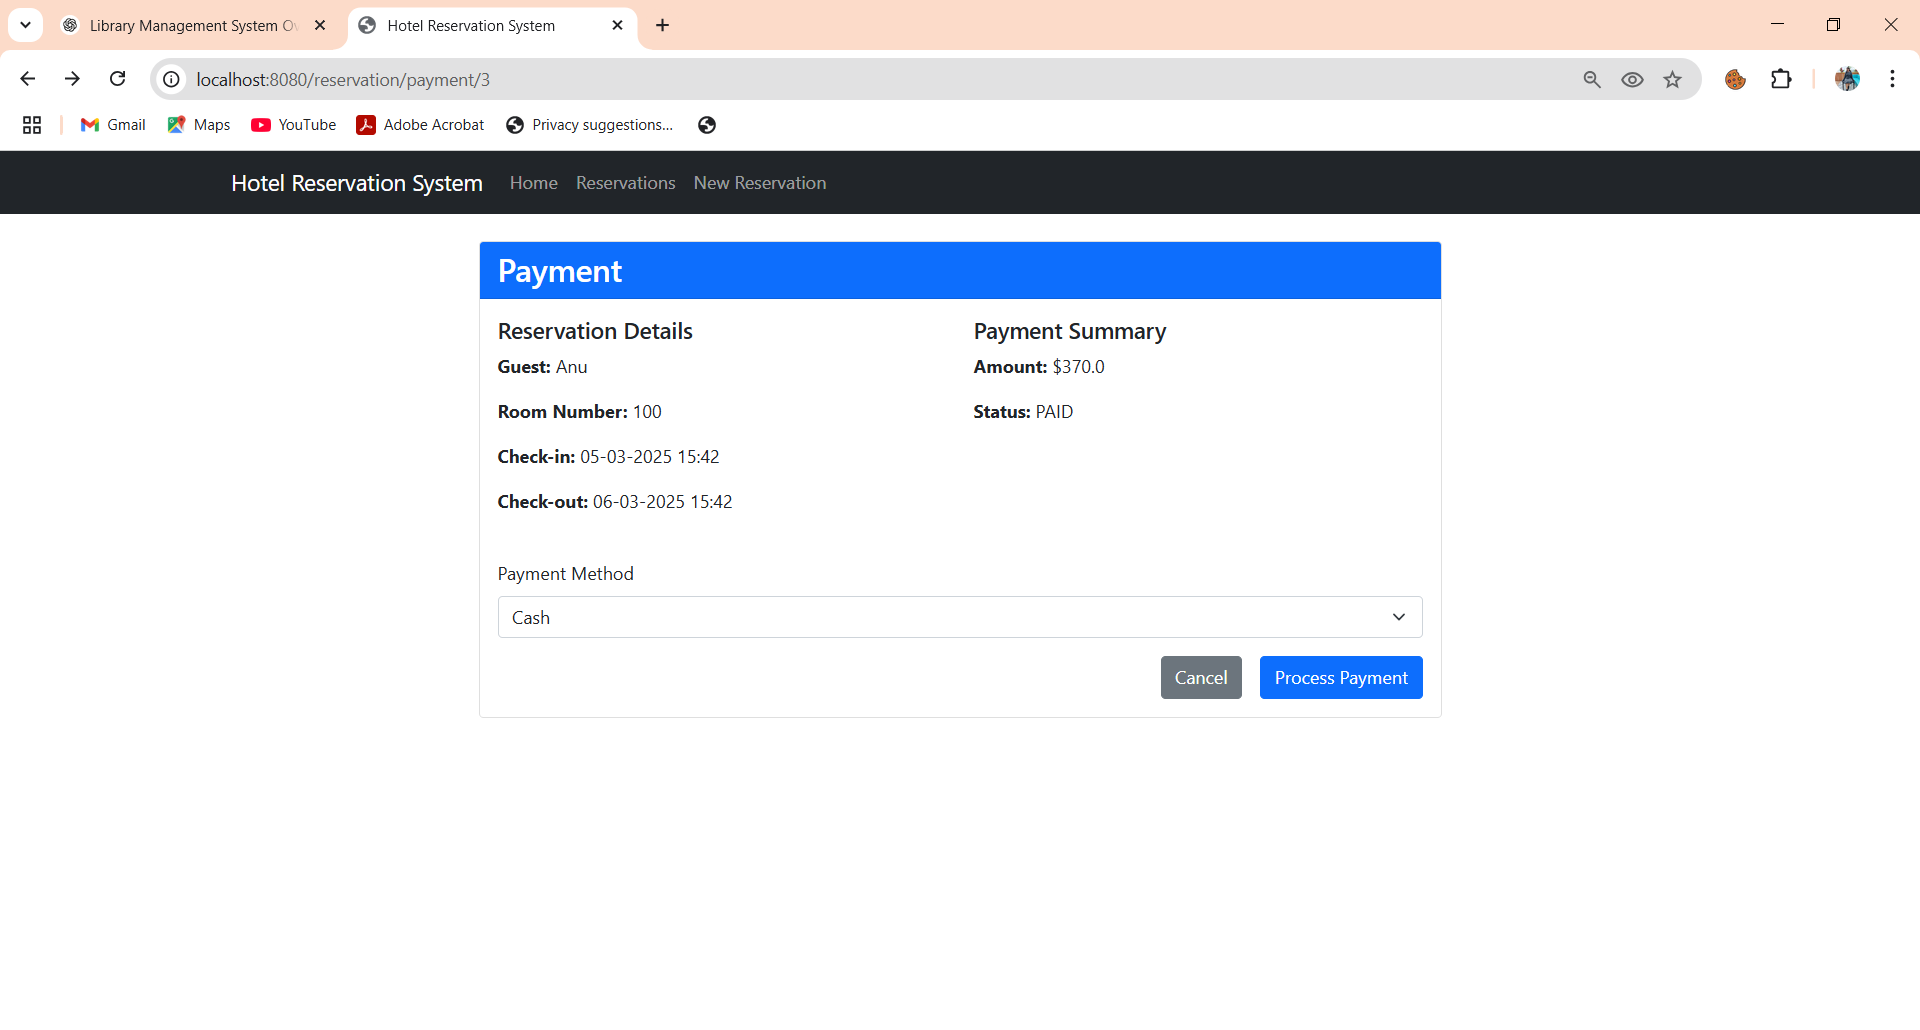 Library Management System Ov
Hotel Reservation System
localhost:8080/reservation/payment/3
Gmail
Maps
YouTube
Adobe Acrobat
Privacy suggestions...
Hotel Reservation System
Home
Reservations
New Reservation
Payment
Reservation Details
Guest: Anu
Room Number: 100
Check-in: 05-03-2025 15:42
Check-out: 06-03-2025 15:42
Payment Summary
Amount: $370.0
Status: PAID
Payment Method
Cash
Cancel
Process Payment